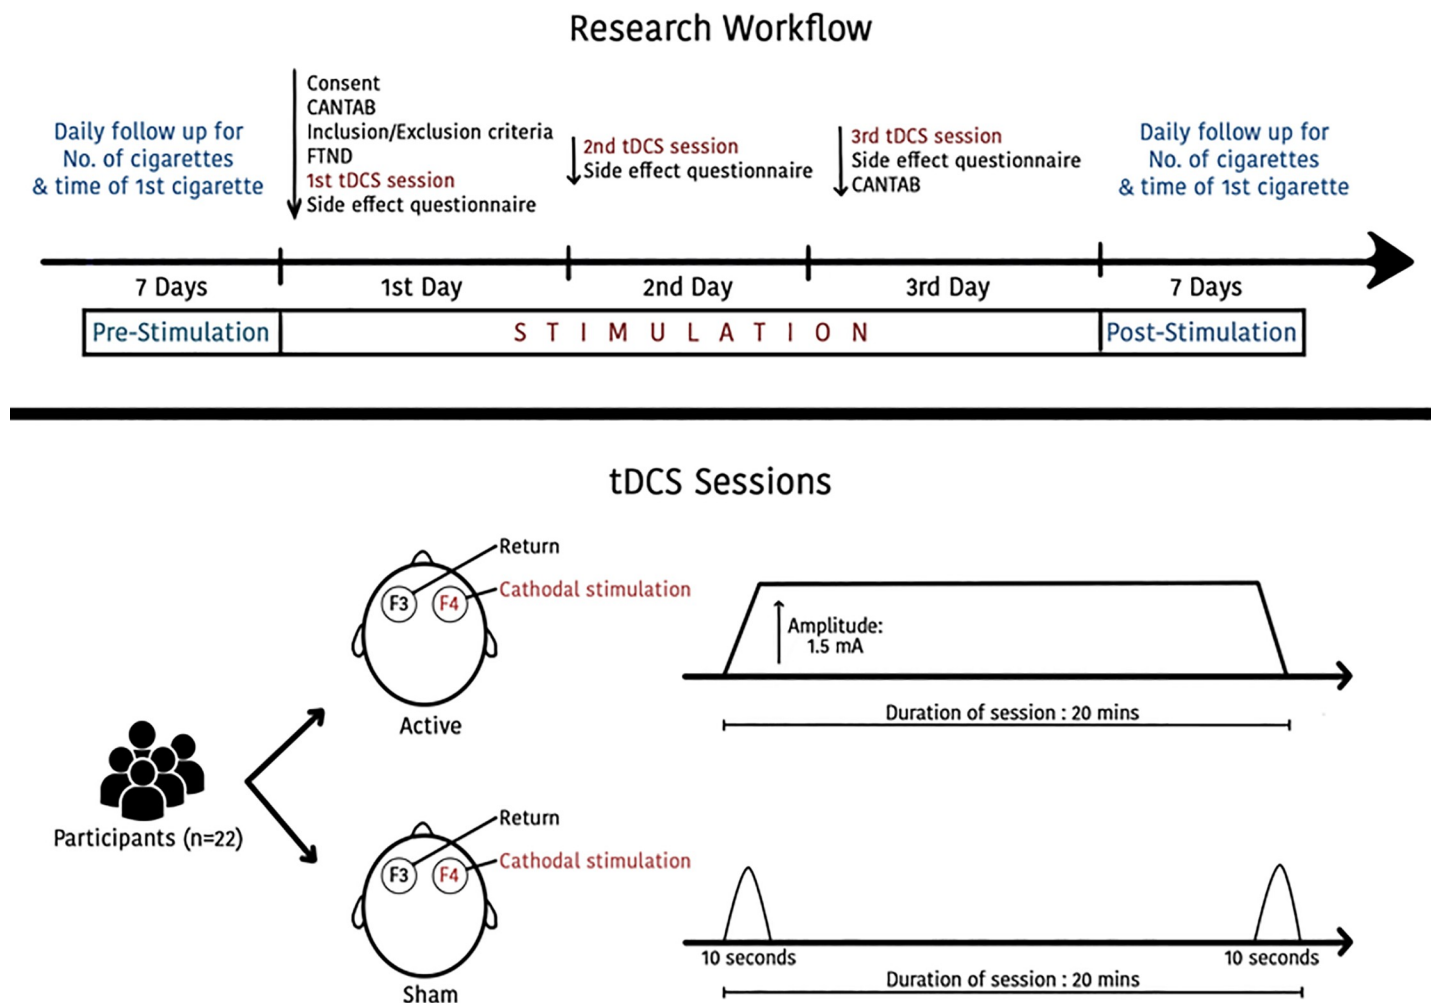 Research Workflow
Daily follow up for
No. of cigarettes
& time of 1st cigarette
Consent
CANTAB
Inclusion/Exclusion criteria
FTND
1st tDCS session
Side effect questionnaire
2nd tDCS session
Side effect questionnaire
3rd tDCS session
Side effect questionnaire
CANTAB
Daily follow up for
No. of cigarettes
& time of 1st cigarette
7 Days
1st Day
2nd Day
3rd Day
7 Days
Pre-Stimulation
STIMULATION
Post-Stimulation
tDCS Sessions
Return
Cathodal stimulation
F3
F4
Active
Amplitude:
1.5 mA
Duration of session : 20 mins
Participants (n=22)
Return
Cathodal stimulation
F3
F4
Sham
10 seconds
10 seconds
Duration of session : 20 mins